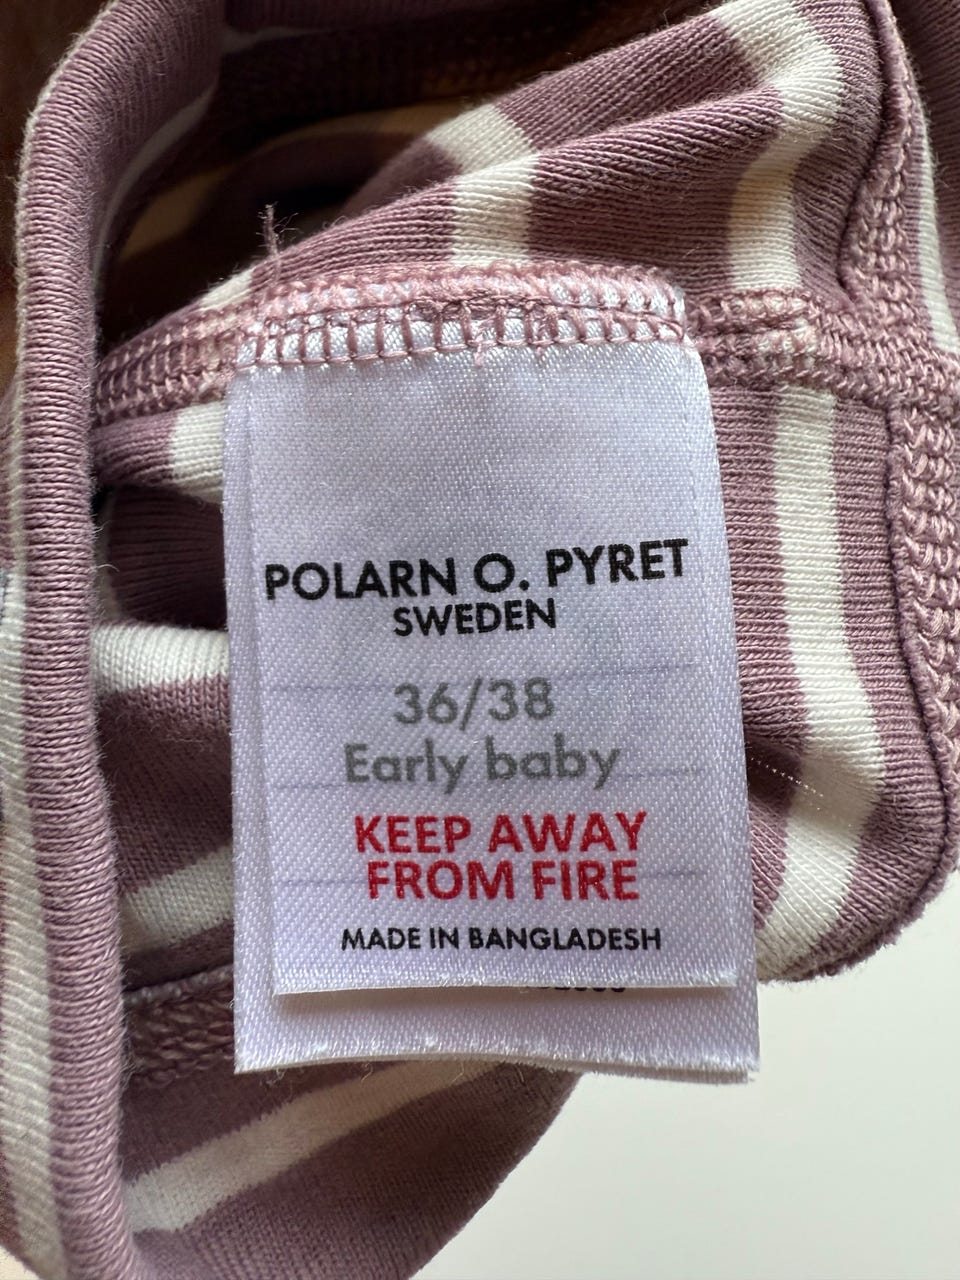 POLARN O. PYRET
SWEDEN
36/38
Early baby
KEEP AWAY
FROM FIRE
MADE IN BANGLADESH